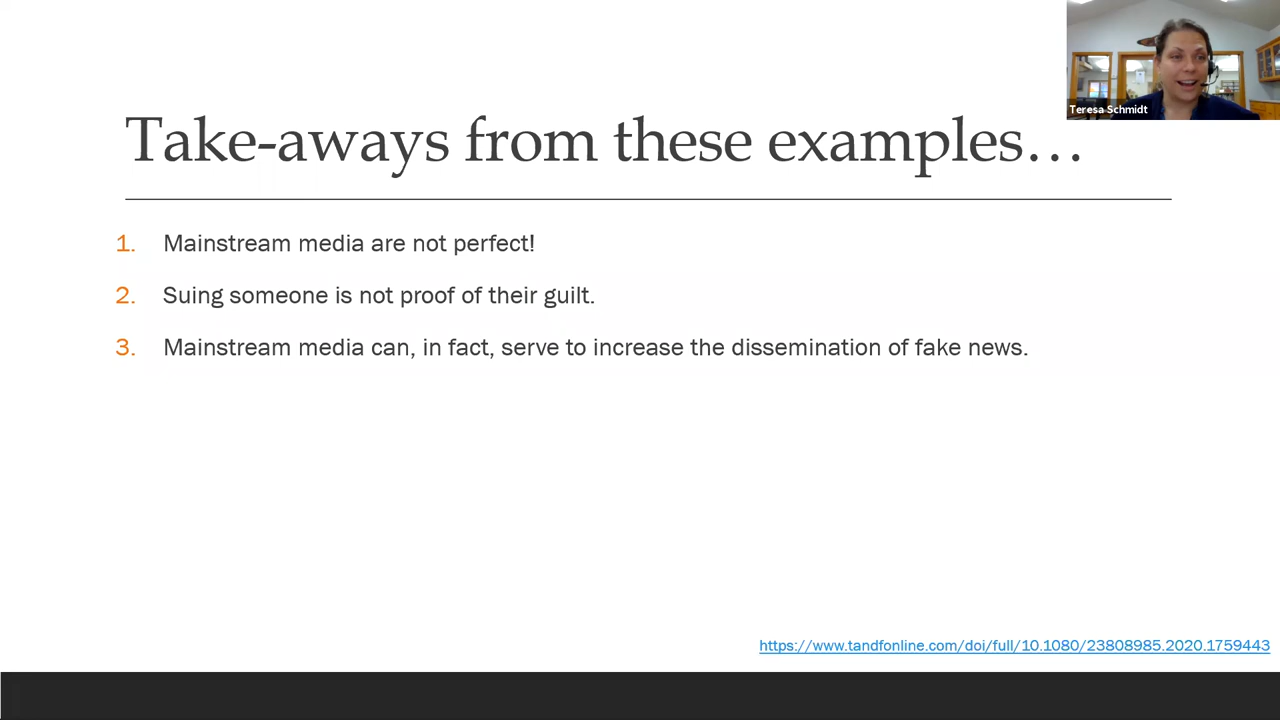 Teresa Schmidt
Take-aways from these examples…
1. Mainstream media are not perfect!
2. Suing someone is not proof of their guilt.
3. Mainstream media can, in fact, serve to increase the dissemination of fake news.
https://www.tandfonline.com/doi/full/10.1080/23808985.2020.1759443